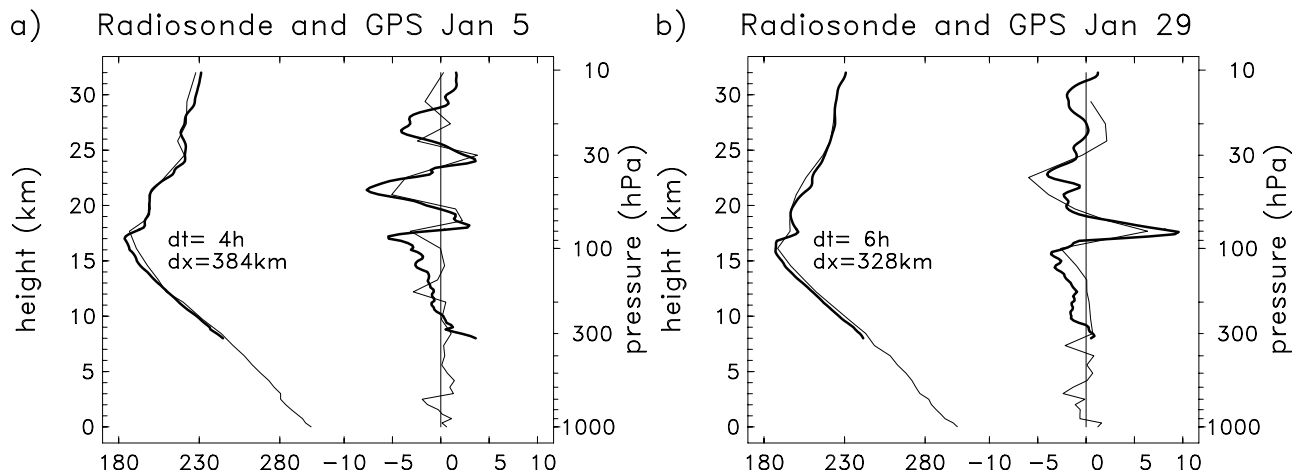 a) Radiosonde and GPS Jan 5
height (km)
30
25
20
15
10
5
0
dt= 4h
dx=384km
10
30
100
300
1000
pressure (hPa)
180 230 280 −10 −5 0 5 10
b) Radiosonde and GPS Jan 29
height (km)
30
25
20
15
10
5
0
dt= 6h
dx=328km
10
30
100
300
1000
pressure (hPa)
180 230 280 −10 −5 0 5 10